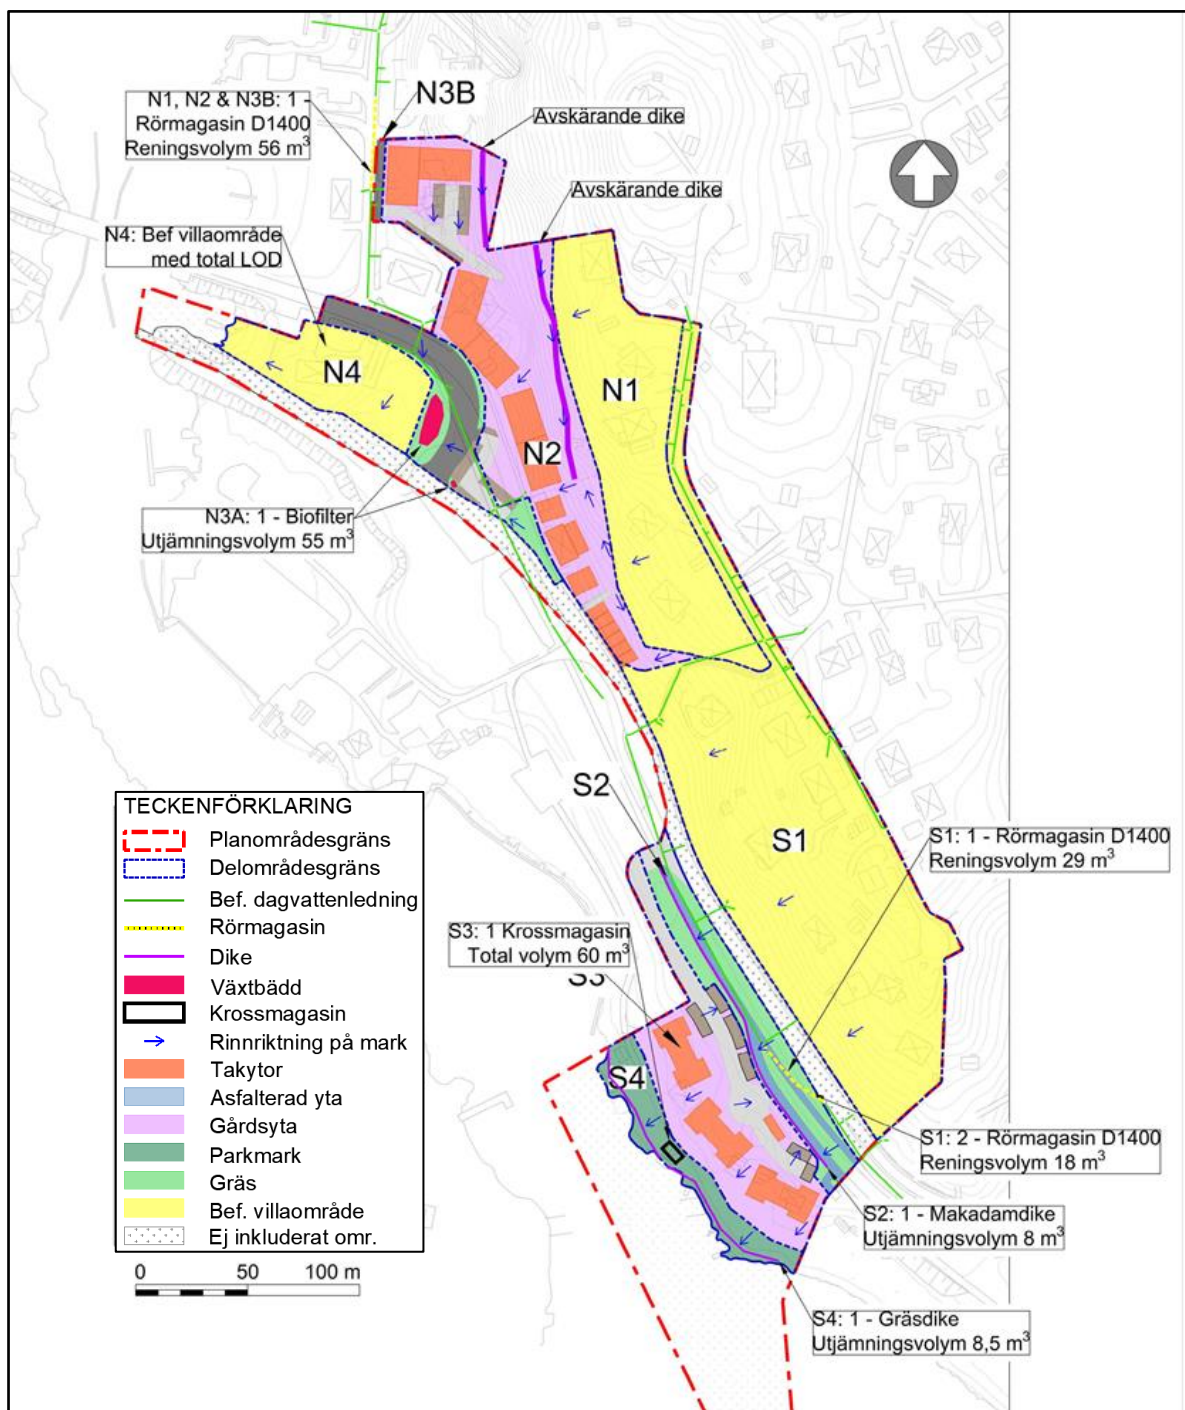 N3B
N1, N2 & N3B: 1 -
Rörmagasin D1400
Reningsvolym 56 m³
Avskärande dike
Avskärande dike
N4: Bef villaområde
med total LOD
N4
N1
N2
N3A: 1 - Biofilter
Utjämningsvolym 55 m³
S2
S1
S1: 1 - Rörmagasin D1400
Reningsvolym 29 m³
TECKENFÖRKLARING
Planområdesgräns
Delområdesgräns
Bef. dagvattenledning
Rörmagasin
Dike
Växtbädd
Krossmagasin
Rinnriktning på mark
Takytor
Asfalterad yta
Gårdsyta
Parkmark
Gräs
Bef. villaområde
Ej inkluderat omr.
0 50 100 m
S3: 1 Krossmagasin
Total volym 60 m³
S3
S4
S1: 2 - Rörmagasin D1400
Reningsvolym 18 m³
S2: 1 - Makadamdike
Utjämningsvolym 8 m³
S4: 1 - Gräsdike
Utjämningsvolym 8,5 m³